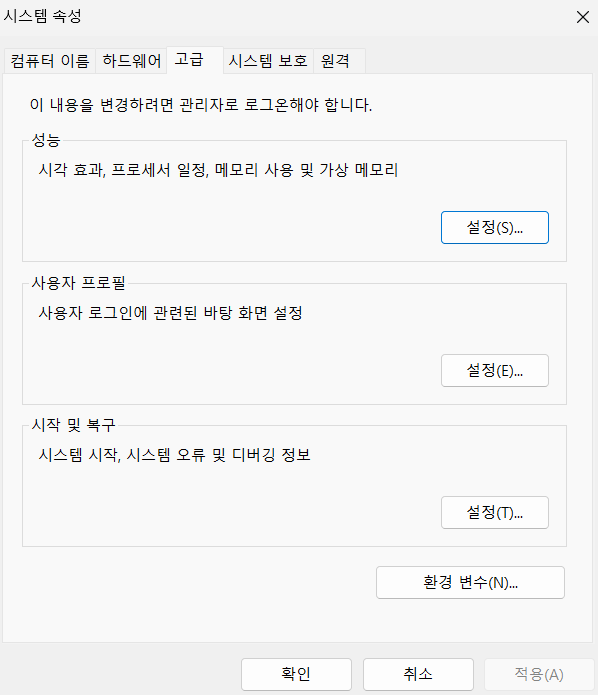 시스템 속성
컴퓨터 이름 하드웨어 고급 시스템 보호 원격
이 내용을 변경하려면 관리자로 로그온해야 합니다.
성능
시각 효과, 프로세서 일정, 메모리 사용 및 가상 메모리
설정(S)...
사용자 프로필
사용자 로그인에 관련된 바탕 화면 설정
설정(E)...
시작 및 복구
시스템 시작, 시스템 오류 및 디버깅 정보
설정(T)...
환경 변수(N)...
확인 취소 적용(A)